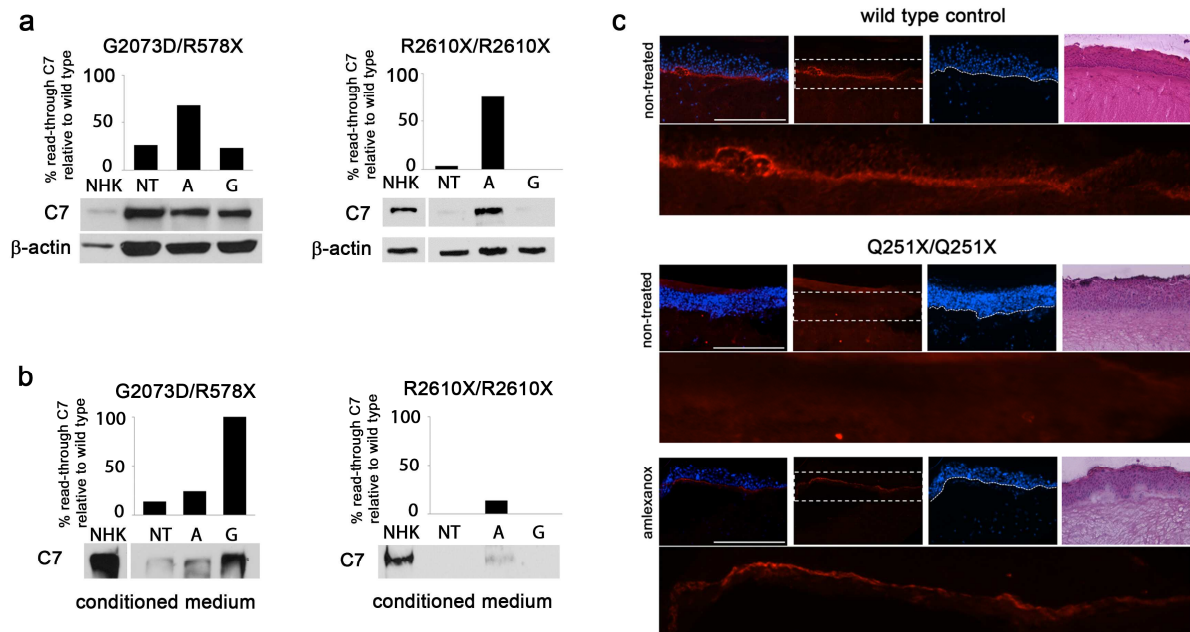 a
G2073D/R578X
% read-through C7
relative to wild type
100
50
0
NHK NT A G
C7
β-actin
R2610X/R2610X
% read-through C7
relative to wild type
100
50
0
NHK NT A G
C7
β-actin
b
G2073D/R578X
% read-through C7
relative to wild type
100
50
0
NHK NT A G
C7
conditioned medium
R2610X/R2610X
% read-through C7
relative to wild type
100
50
0
NHK NT A G
C7
conditioned medium
c
wild type control
non-treated
Q251X/Q251X
non-treated
amlexanox